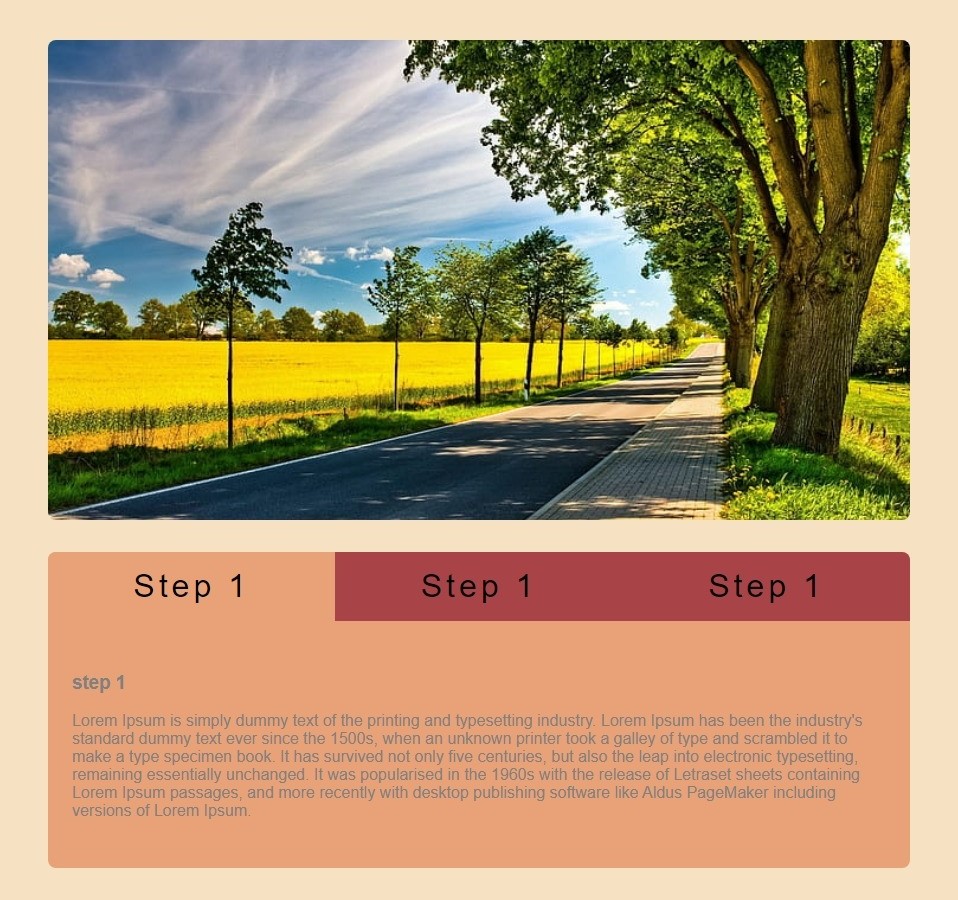 Step 1
Step 1
Step 1
step 1
Lorem Ipsum is simply dummy text of the printing and typesetting industry. Lorem Ipsum has been the industry's
standard dummy text ever since the 1500s, when an unknown printer took a galley of type and scrambled it to
make a type specimen book. It has survived not only five centuries, but also the leap into electronic typesetting,
remaining essentially unchanged. It was popularised in the 1960s with the release of Letraset sheets containing
Lorem Ipsum passages, and more recently with desktop publishing software like Aldus PageMaker including
versions of Lorem Ipsum.